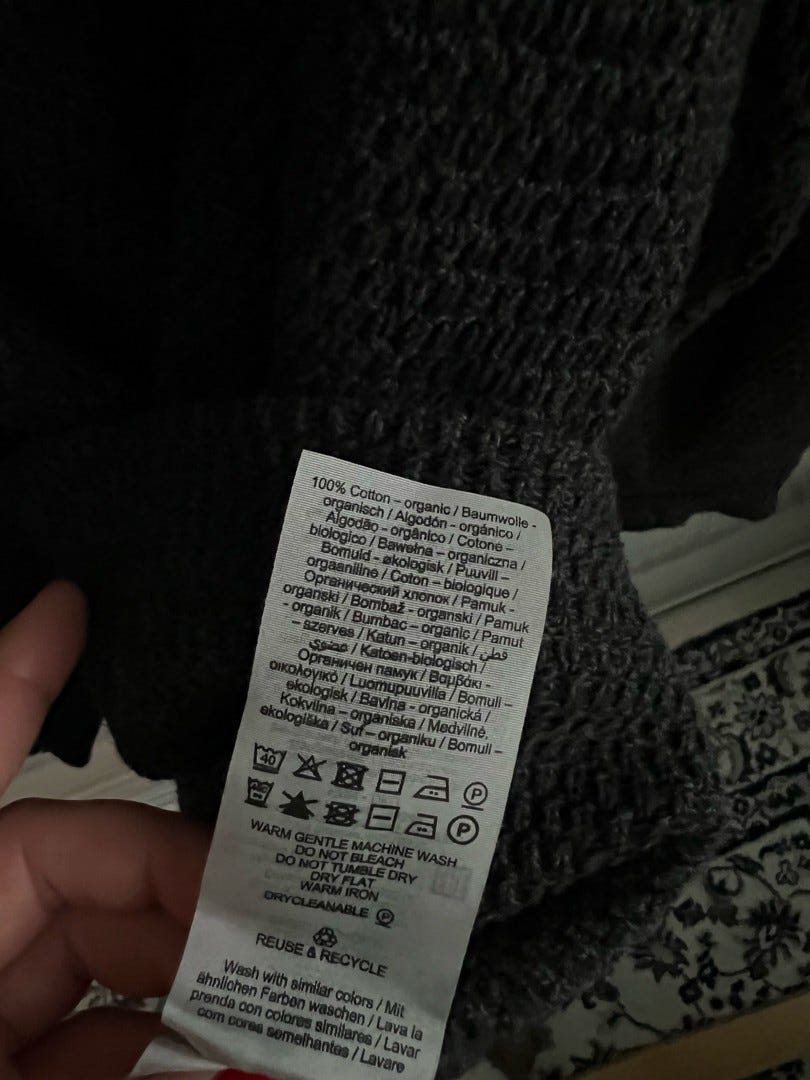 100% Cotton – organic / Baumwolle -
organisch / Algodón - orgánico /
Algodão - orgânico / Cotone –
biologico / Bawełna – organiczna /
Bomuld - økologisk / Puuvill –
orgaaniline / Coton – biologique /
Органический хлопок / Pamuk -
organski / Bombaž - organski / Pamuk
- organik / Bumbac – organic / Pamut
– szerves / Katun – organik / قطن
عضوي / Katoen-biologisch /
Органичен памук / Βαμβάκι -
οικολογικό / Luomupuuvilla / Bomull –
ekologisk / Bavlna - organická /
Kokvilna – organiska / Medvilnė,
ekologiška / Sut – organiku / Bomull -
organisk
40 P
P
WARM GENTLE MACHINE WASH
DO NOT BLEACH
DO NOT TUMBLE DRY
DRY FLAT
WARM IRON
DRYCLEANABLE P
REUSE & RECYCLE
Wash with similar colors / Mit
ähnlichen Farben waschen / Lava la
prenda con colores similares / Lavar
com cores semelhantes / Lavare